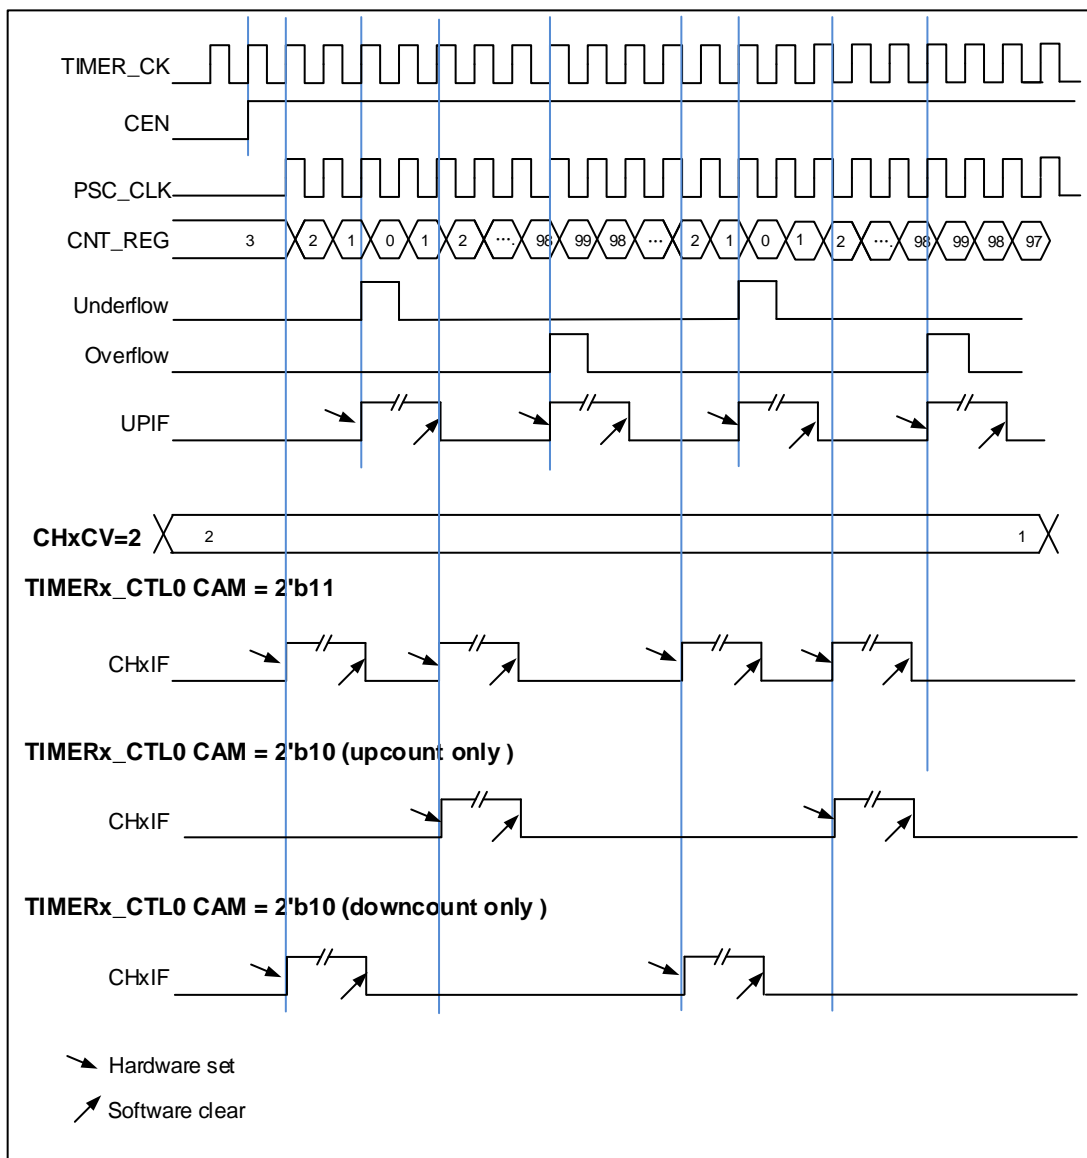 TIMER_CK
CEN
PSC_CLK
CNT_REG 3 2 1 0 1 2 .... 98 99 98 ... 2 1 0 1 2 .... 98 99 98 97
Underflow
Overflow
UPIF
CHxCV=2 2 1
TIMERx_CTL0 CAM = 2'b11
CHxIF
TIMERx_CTL0 CAM = 2'b10 (upcount only )
CHxIF
TIMERx_CTL0 CAM = 2'b10 (downcount only )
CHxIF
Hardware set
Software clear